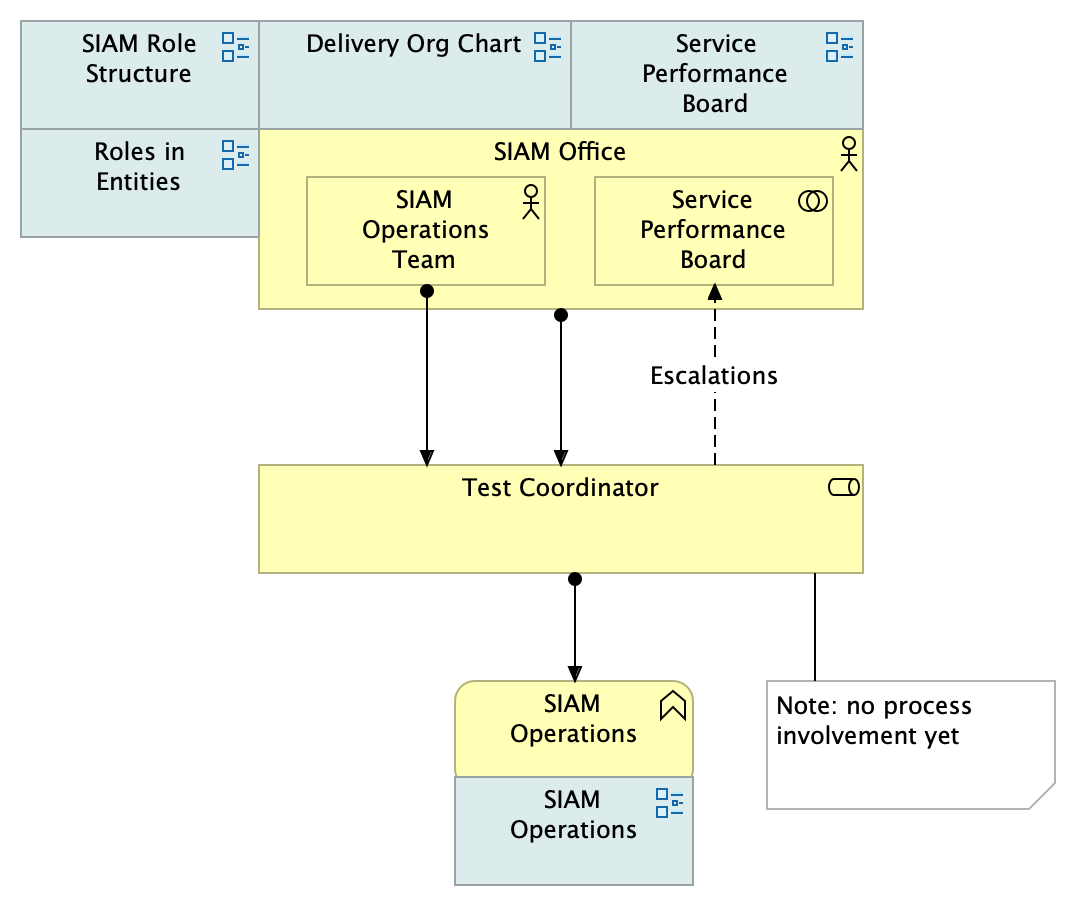 SIAM Role
Structure
Delivery Org Chart
Service
Performance
Board
Roles in
Entities
SIAM Office
SIAM
Operations
Team
Service
Performance
Board
Escalations
Test Coordinator
SIAM
Operations
Note: no process
involvement yet
SIAM
Operations